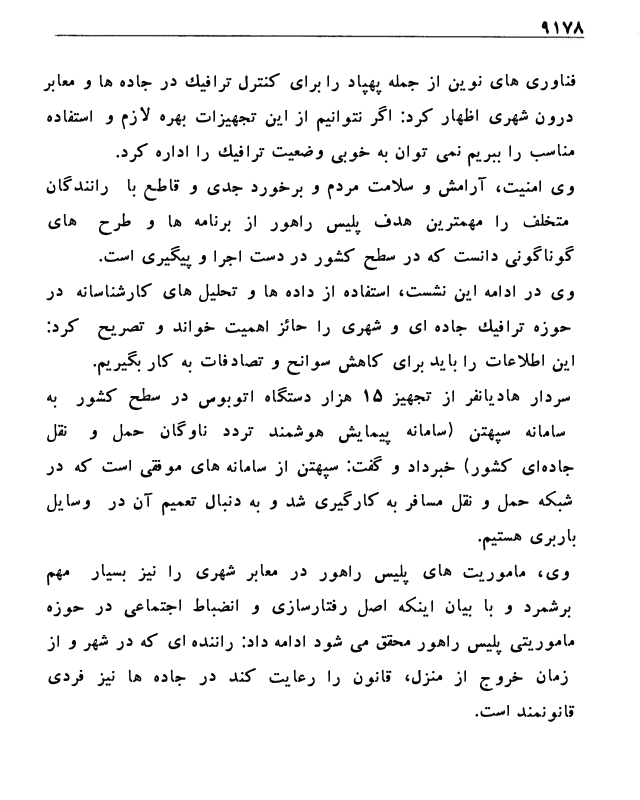 ۹۱۷۸
فناوری های نوین از جمله پهپاد را برای کنترل ترافیك در جاده ها و معابر
درون شهری اظهار کرد: اگر نتوانیم از این تجهیزات بهره لازم و استفاده
مناسب را ببریم نمی توان به خوبی وضعیت ترافیك را اداره کرد.
وی امنیت، آرامش و سلامت مردم و برخورد جدی و قاطع با رانندگان
متخلف را مهمترین هدف پلیس راهور از برنامه ها و طرح های
گوناگونی دانست که در سطح کشور در دست اجرا و پیگیری است.
وی در ادامه این نشست، استفاده از داده ها و تحلیل های کارشناسانه در
حوزه ترافیك جاده ای و شهری را حائز اهمیت خواند و تصریح کرد:
این اطلاعات را باید برای کاهش سوانح و تصادفات به کار بگیریم.
سردار هادیانفر از تجهیز ۱۵ هزار دستگاه اتوبوس در سطح کشور به
سامانه سپهتن (سامانه پیمایش هوشمند تردد ناوگان حمل و نقل
جاده‌ای کشور) خبرداد و گفت: سپهتن از سامانه های موفقی است که در
شبکه حمل و نقل مسافر به کارگیری شد و به دنبال تعمیم آن در وسایل
باربری هستیم.
وی، ماموریت های پلیس راهور در معابر شهری را نیز بسیار مهم
برشمرد و با بیان اینکه اصل رفتارسازی و انضباط اجتماعی در حوزه
ماموریتی پلیس راهور محقق می شود ادامه داد: راننده ای که در شهر و از
زمان خروج از منزل، قانون را رعایت کند در جاده ها نیز فردی
قانونمند است.